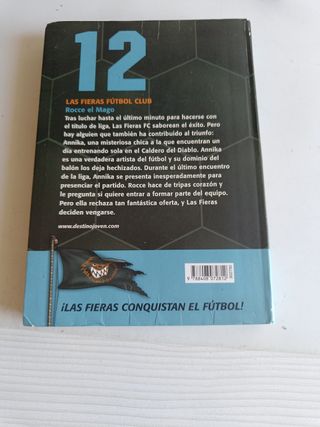 12
LAS FIERAS FÚTBOL CLUB
Rocce el Mago
Tras luchar hasta el último minuto para hacerse con
el título de liga, Las Fieras FC saborean el éxito. Pero
hay alguien que también ha contribuido al triunfo:
Annika, una misteriosa chica a la que encuentran un
día entrenando sola en el Caldero del Diablo. Annika
es una verdadera artista del fútbol y su dominio del
balón los deja hechizados. Durante el último encuentro
de la liga, Annika se presenta inesperadamente para
presenciar el partido. Rocce hace de tripas corazón y
le pregunta si quiere entrar a formar parte del equipo.
Pero ella rechaza tan fantástica oferta, y Las Fieras
deciden vengarse.
www.destinojoven.com
9 788408 072812
¡LAS FIERAS CONQUISTAN EL FÚTBOL!